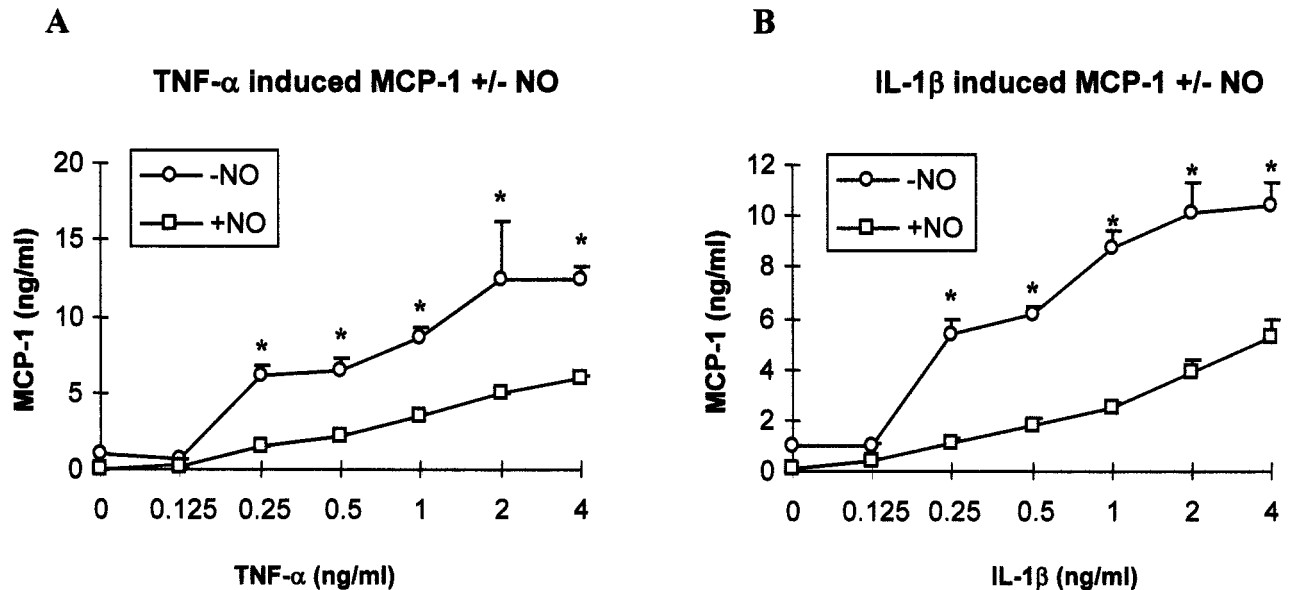 A
TNF-α induced MCP-1 +/- NO
-NO
+NO
MCP-1 (ng/ml)
20
15
10
5
0
*
*
*
*
*
0 0.125 0.25 0.5 1 2 4
TNF-α (ng/ml)
B
IL-1β induced MCP-1 +/- NO
-NO
+NO
MCP-1 (ng/ml)
12
10
8
6
4
2
0
*
*
*
*
*
0 0.125 0.25 0.5 1 2 4
IL-1β (ng/ml)